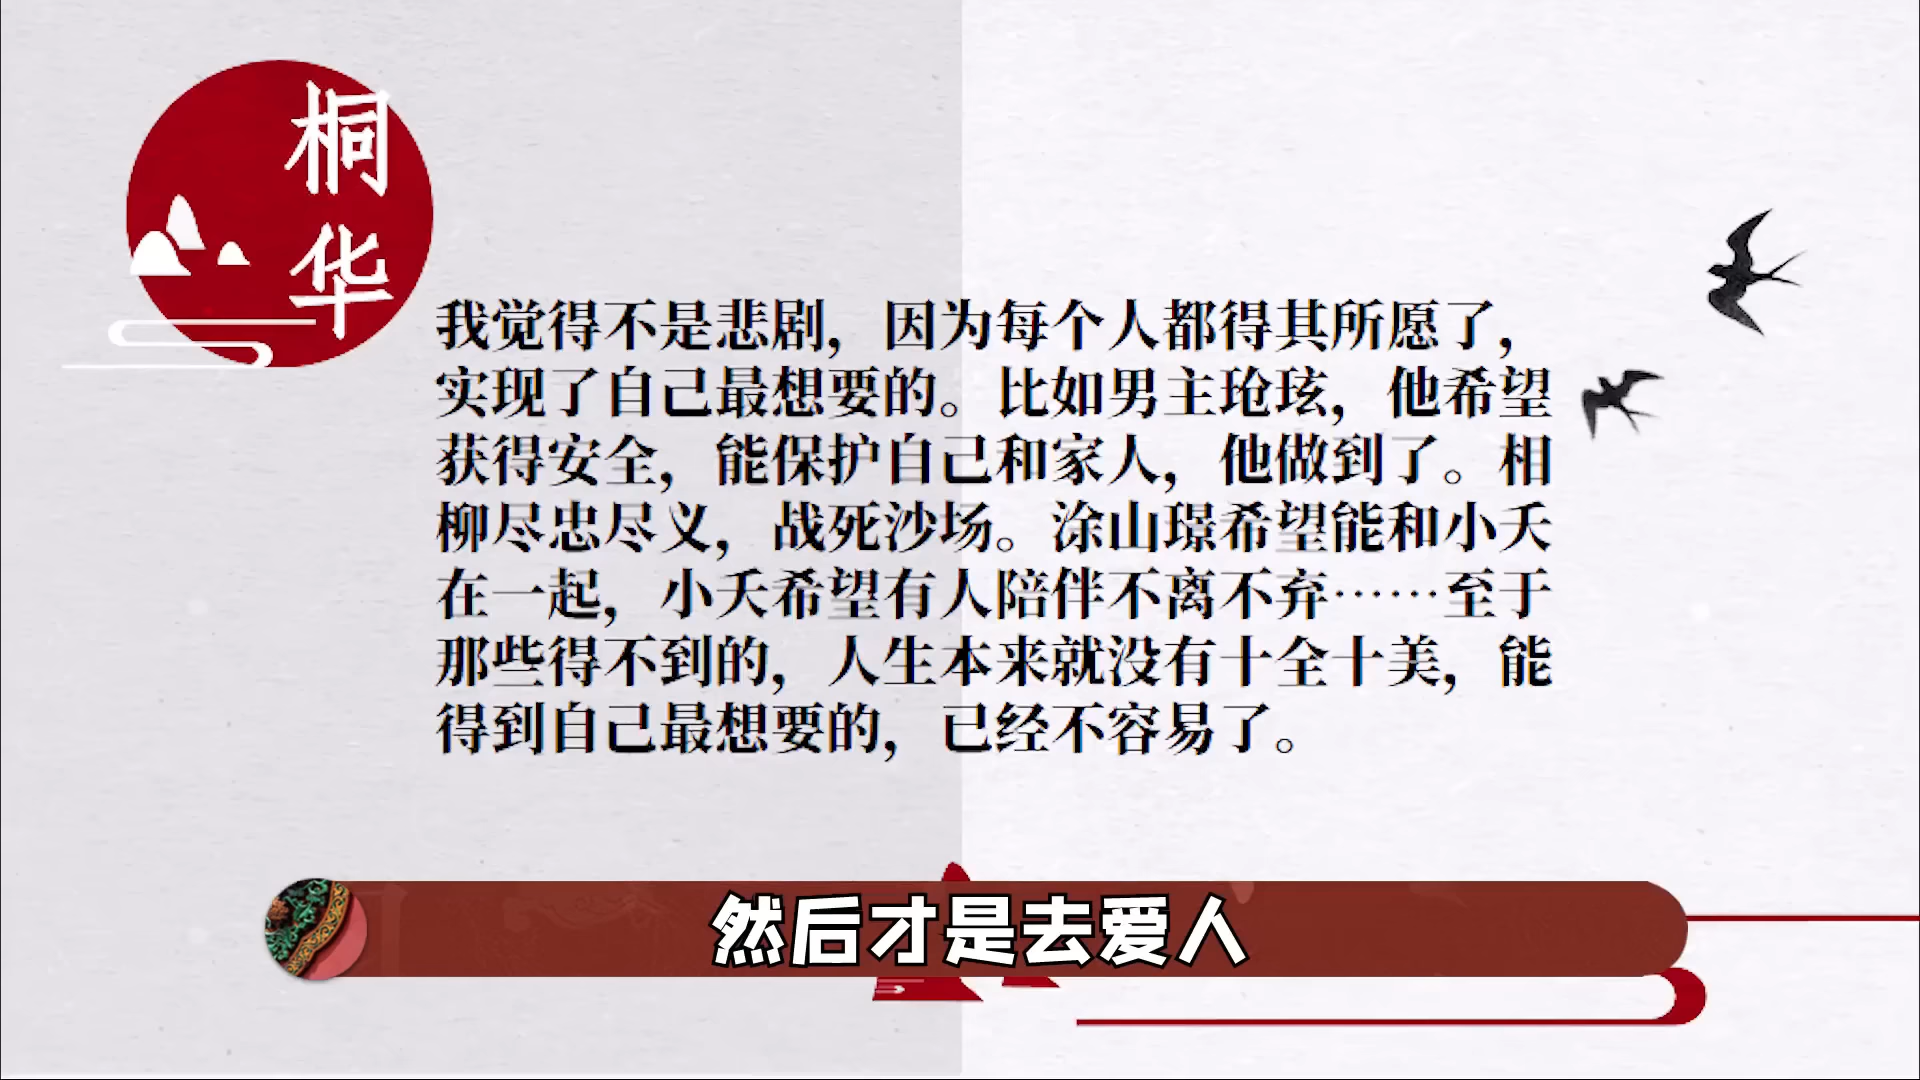 桐华
我觉得不是悲剧，因为每个人都得其所愿了，
实现了自己最想要的。比如男主玱玹，他希望
获得安全，能保护自己和家人，他做到了。相
柳尽忠尽义，战死沙场。涂山璟希望能和小夭
在一起，小夭希望有人陪伴不离不弃……至于
那些得不到的，人生本来就没有十全十美，能
得到自己最想要的，已经不容易了。
然后才是去爱人